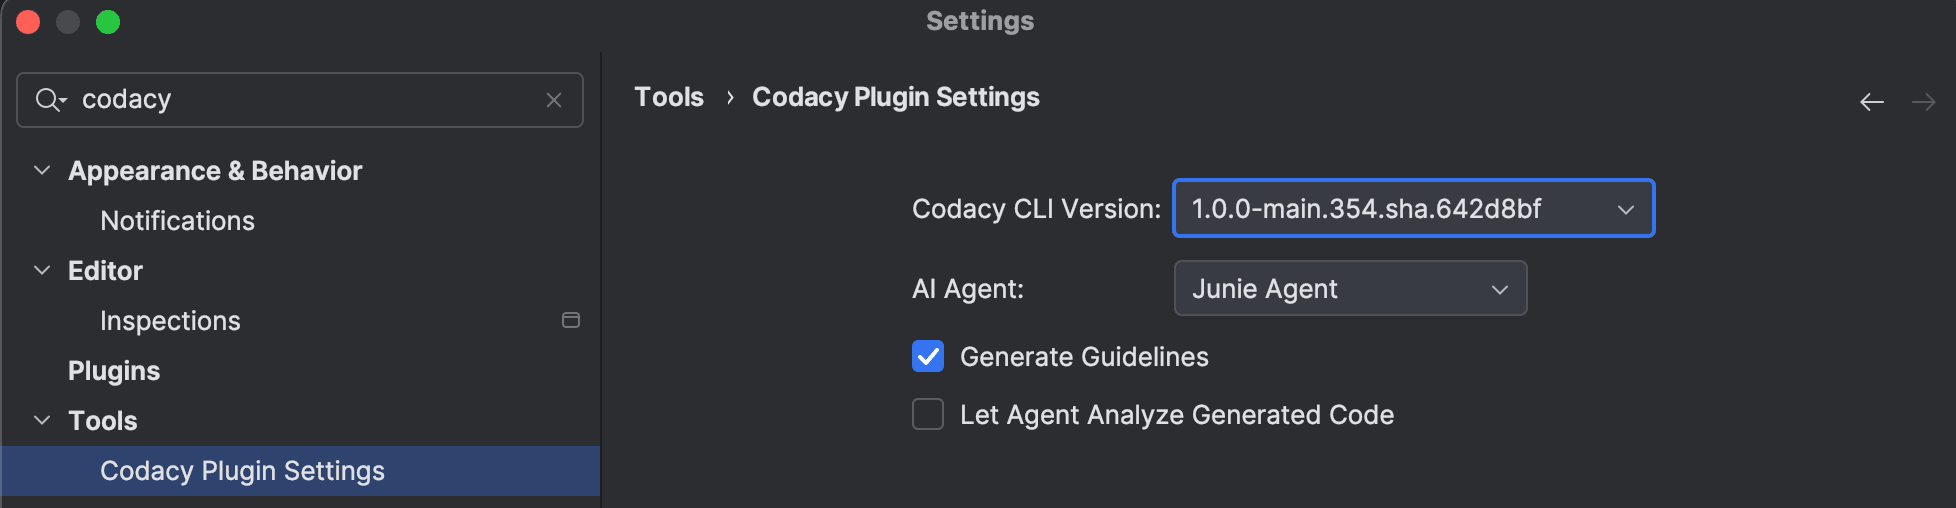 Settings
codacy
Appearance & Behavior
Notifications
Editor
Inspections
Plugins
Tools
Codacy Plugin Settings
Tools › Codacy Plugin Settings
Codacy CLI Version: 1.0.0-main.354.sha.642d8bf
AI Agent: Junie Agent
Generate Guidelines
Let Agent Analyze Generated Code